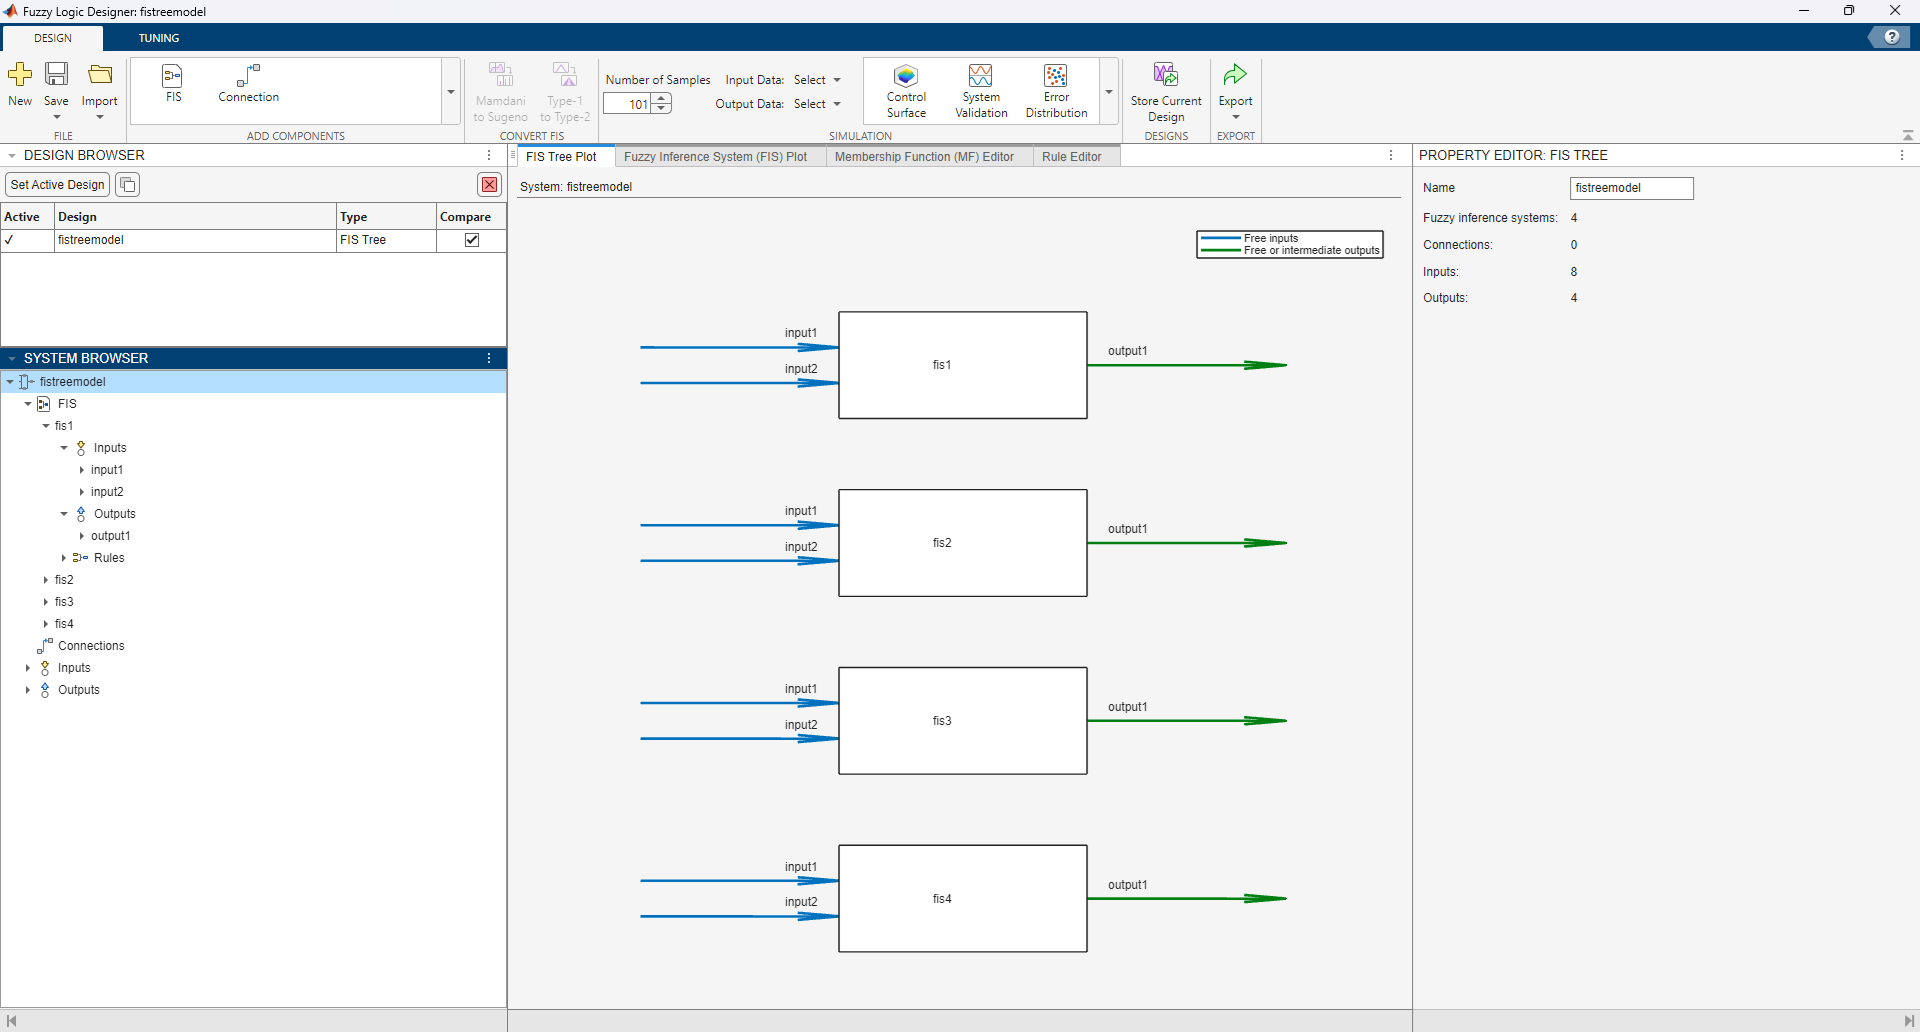 Fuzzy Logic Designer: fistreemodel
DESIGN
TUNING
?
New
Save
Import
FILE
FIS
Connection
ADD COMPONENTS
Mamdani
to Sugeno
Type-1
to Type-2
CONVERT FIS
Number of Samples
101
Input Data: Select
Output Data: Select
Control
Surface
System
Validation
Error
Distribution
SIMULATION
Store Current
Design
DESIGNS
Export
EXPORT
DESIGN BROWSER
Set Active Design
Active Design Type Compare
fistreemodel FIS Tree
SYSTEM BROWSER
fistreemodel
FIS
fis1
Inputs
input1
input2
Outputs
output1
Rules
fis2
fis3
fis4
Connections
Inputs
Outputs
FIS Tree Plot
Fuzzy Inference System (FIS) Plot
Membership Function (MF) Editor
Rule Editor
System: fistreemodel
Free inputs
Free or intermediate outputs
input1
input2
fis1
output1
input1
input2
fis2
output1
input1
input2
fis3
output1
input1
input2
fis4
output1
PROPERTY EDITOR: FIS TREE
Name fistreemodel
Fuzzy inference systems: 4
Connections: 0
Inputs: 8
Outputs: 4